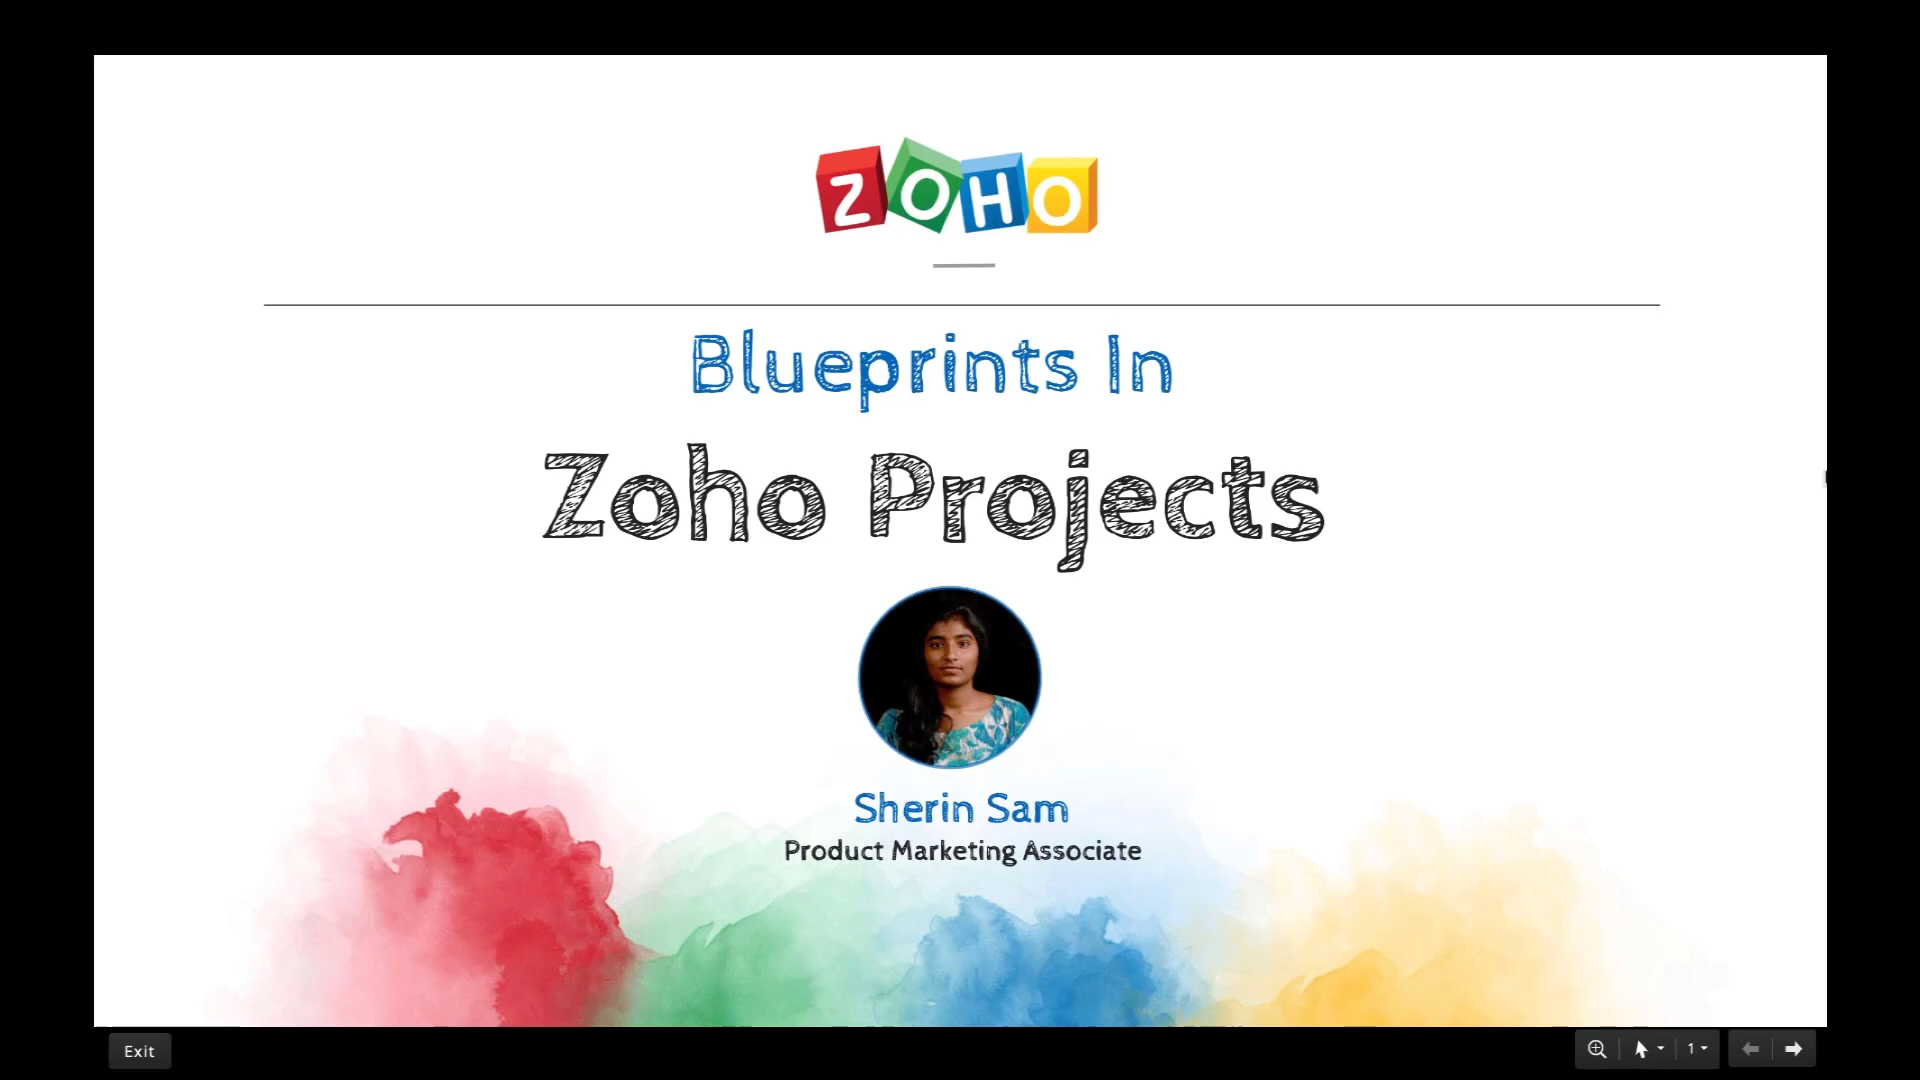 ZOHO
Blueprints In
Zoho Projects
Sherin Sam
Product Marketing Associate
Exit
1